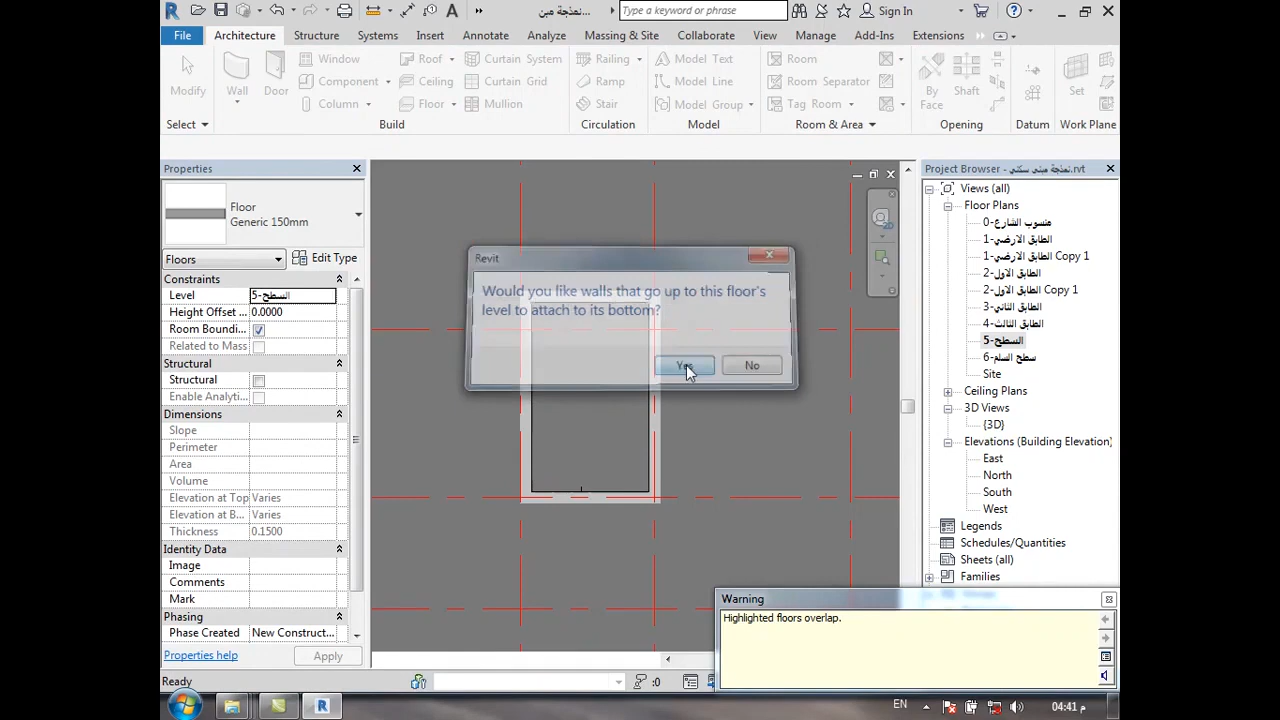 نمذجة مبن...
Type a keyword or phrase
Sign In
File
Architecture
Structure
Systems
Insert
Annotate
Analyze
Massing & Site
Collaborate
View
Manage
Add-Ins
Extensions
Modify
Wall
Door
Window
Component
Column
Roof
Ceiling
Floor
Curtain System
Curtain Grid
Mullion
Railing
Ramp
Stair
Model Text
Model Line
Model Group
Room
Room Separator
Tag Room
By Face
Shaft
Set
Select
Build
Circulation
Model
Room & Area
Opening
Datum
Work Plane
Properties
Floor
Generic 150mm
Floors
Edit Type
Constraints
Level
5-السطح
Height Offset ...
0.0000
Room Boundi...
Related to Mass
Structural
Structural
Enable Analyti...
Dimensions
Slope
Perimeter
Area
Volume
Elevation at Top
Varies
Elevation at B...
Varies
Thickness
0.1500
Identity Data
Image
Comments
Mark
Phasing
Phase Created
New Construct...
Properties help
Apply
Revit
Would you like walls that go up to this floor's
level to attach to its bottom?
Yes
No
Project Browser - نمذجة مبنى سكني.rvt
Views (all)
Floor Plans
0-منسوب الشارع
1-الطابق الارضي
1-الطابق الارضي Copy 1
2-الطابق الاول
2-الطابق الاول Copy 1
3-الطابق الثاني
4-الطابق الثالث
5-السطح
6-سطح السلم
Site
Ceiling Plans
3D Views
{3D}
Elevations (Building Elevation)
East
North
South
West
Legends
Schedules/Quantities
Sheets (all)
Families
Warning
Highlighted floors overlap.
Ready
:0
EN
04:41 م